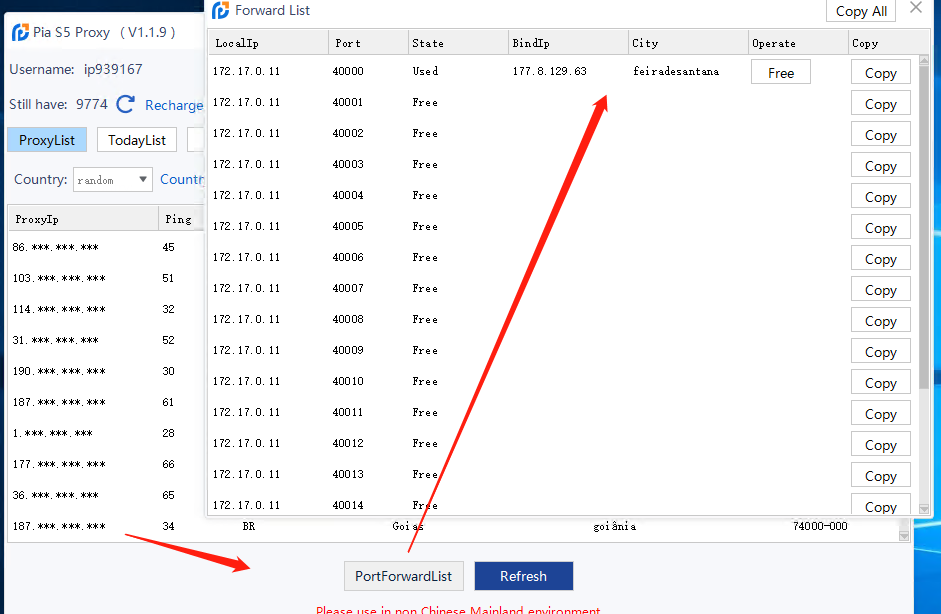 Forward List
Copy All
Pia S5 Proxy ( V1.1.9 )
LocalIp Port State BindIp City Operate Copy
Username: ip939167
172.17.0.11 40000 Used 177.8.129.63 feiradesantana Free Copy
Still have: 9774 Recharge
172.17.0.11 40001 Free Copy
ProxyList TodayList
172.17.0.11 40002 Free Copy
172.17.0.11 40003 Free Copy
Country: random Countr
172.17.0.11 40004 Free Copy
ProxyIp Ping
172.17.0.11 40005 Free Copy
86.***.***.*** 45
172.17.0.11 40006 Free Copy
103.***.***.*** 51
172.17.0.11 40007 Free Copy
114.***.***.*** 32
172.17.0.11 40008 Free Copy
31.***.***.*** 52
172.17.0.11 40009 Free Copy
190.***.***.*** 30
172.17.0.11 40010 Free Copy
187.***.***.*** 61
172.17.0.11 40011 Free Copy
1.***.***.*** 28
172.17.0.11 40012 Free Copy
177.***.***.*** 66
172.17.0.11 40013 Free Copy
36.***.***.*** 65
172.17.0.11 40014 Free Copy
187.***.***.*** 34 BR Goias goiânia 74000-000
PortForwardList Refresh
Please use in non Chinese Mainland environment